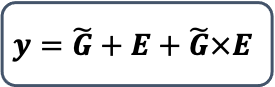 y = G̃ + E + G̃×E